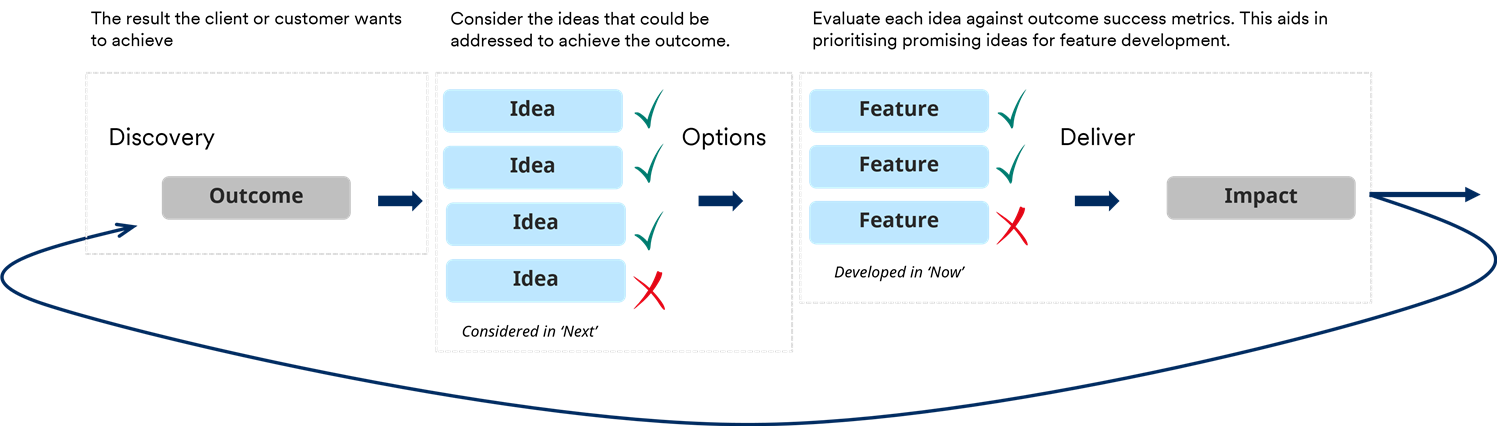 The result the client or customer wants
to achieve
Consider the ideas that could be
addressed to achieve the outcome.
Evaluate each idea against outcome success metrics. This aids in
prioritising promising ideas for feature development.
Discovery
Outcome
Idea
Idea
Idea
Idea
Considered in ‘Next’
Options
Feature
Feature
Feature
Developed in ‘Now’
Deliver
Impact